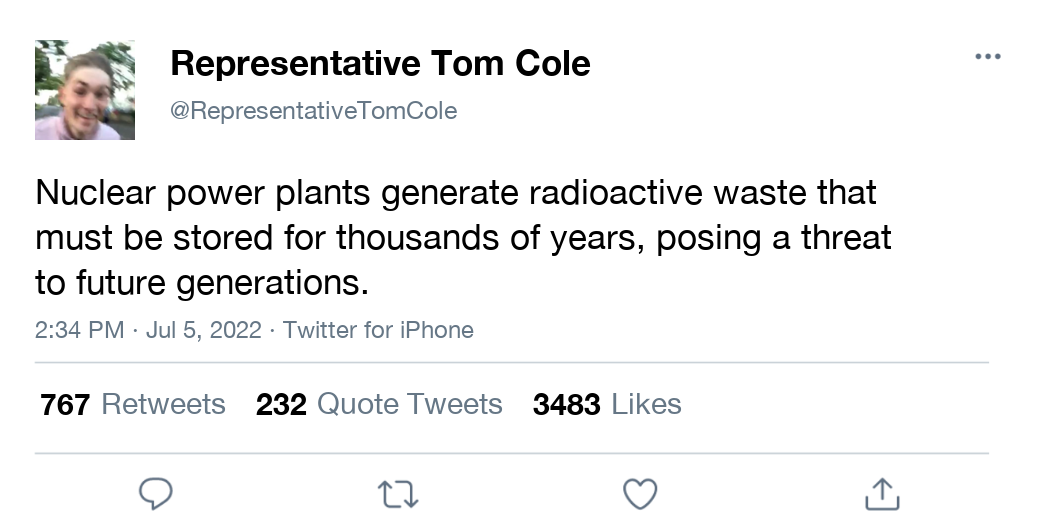 Representative Tom Cole
@RepresentativeTomCole
Nuclear power plants generate radioactive waste that
must be stored for thousands of years, posing a threat
to future generations.
2:34 PM · Jul 5, 2022 · Twitter for iPhone
767 Retweets 232 Quote Tweets 3483 Likes